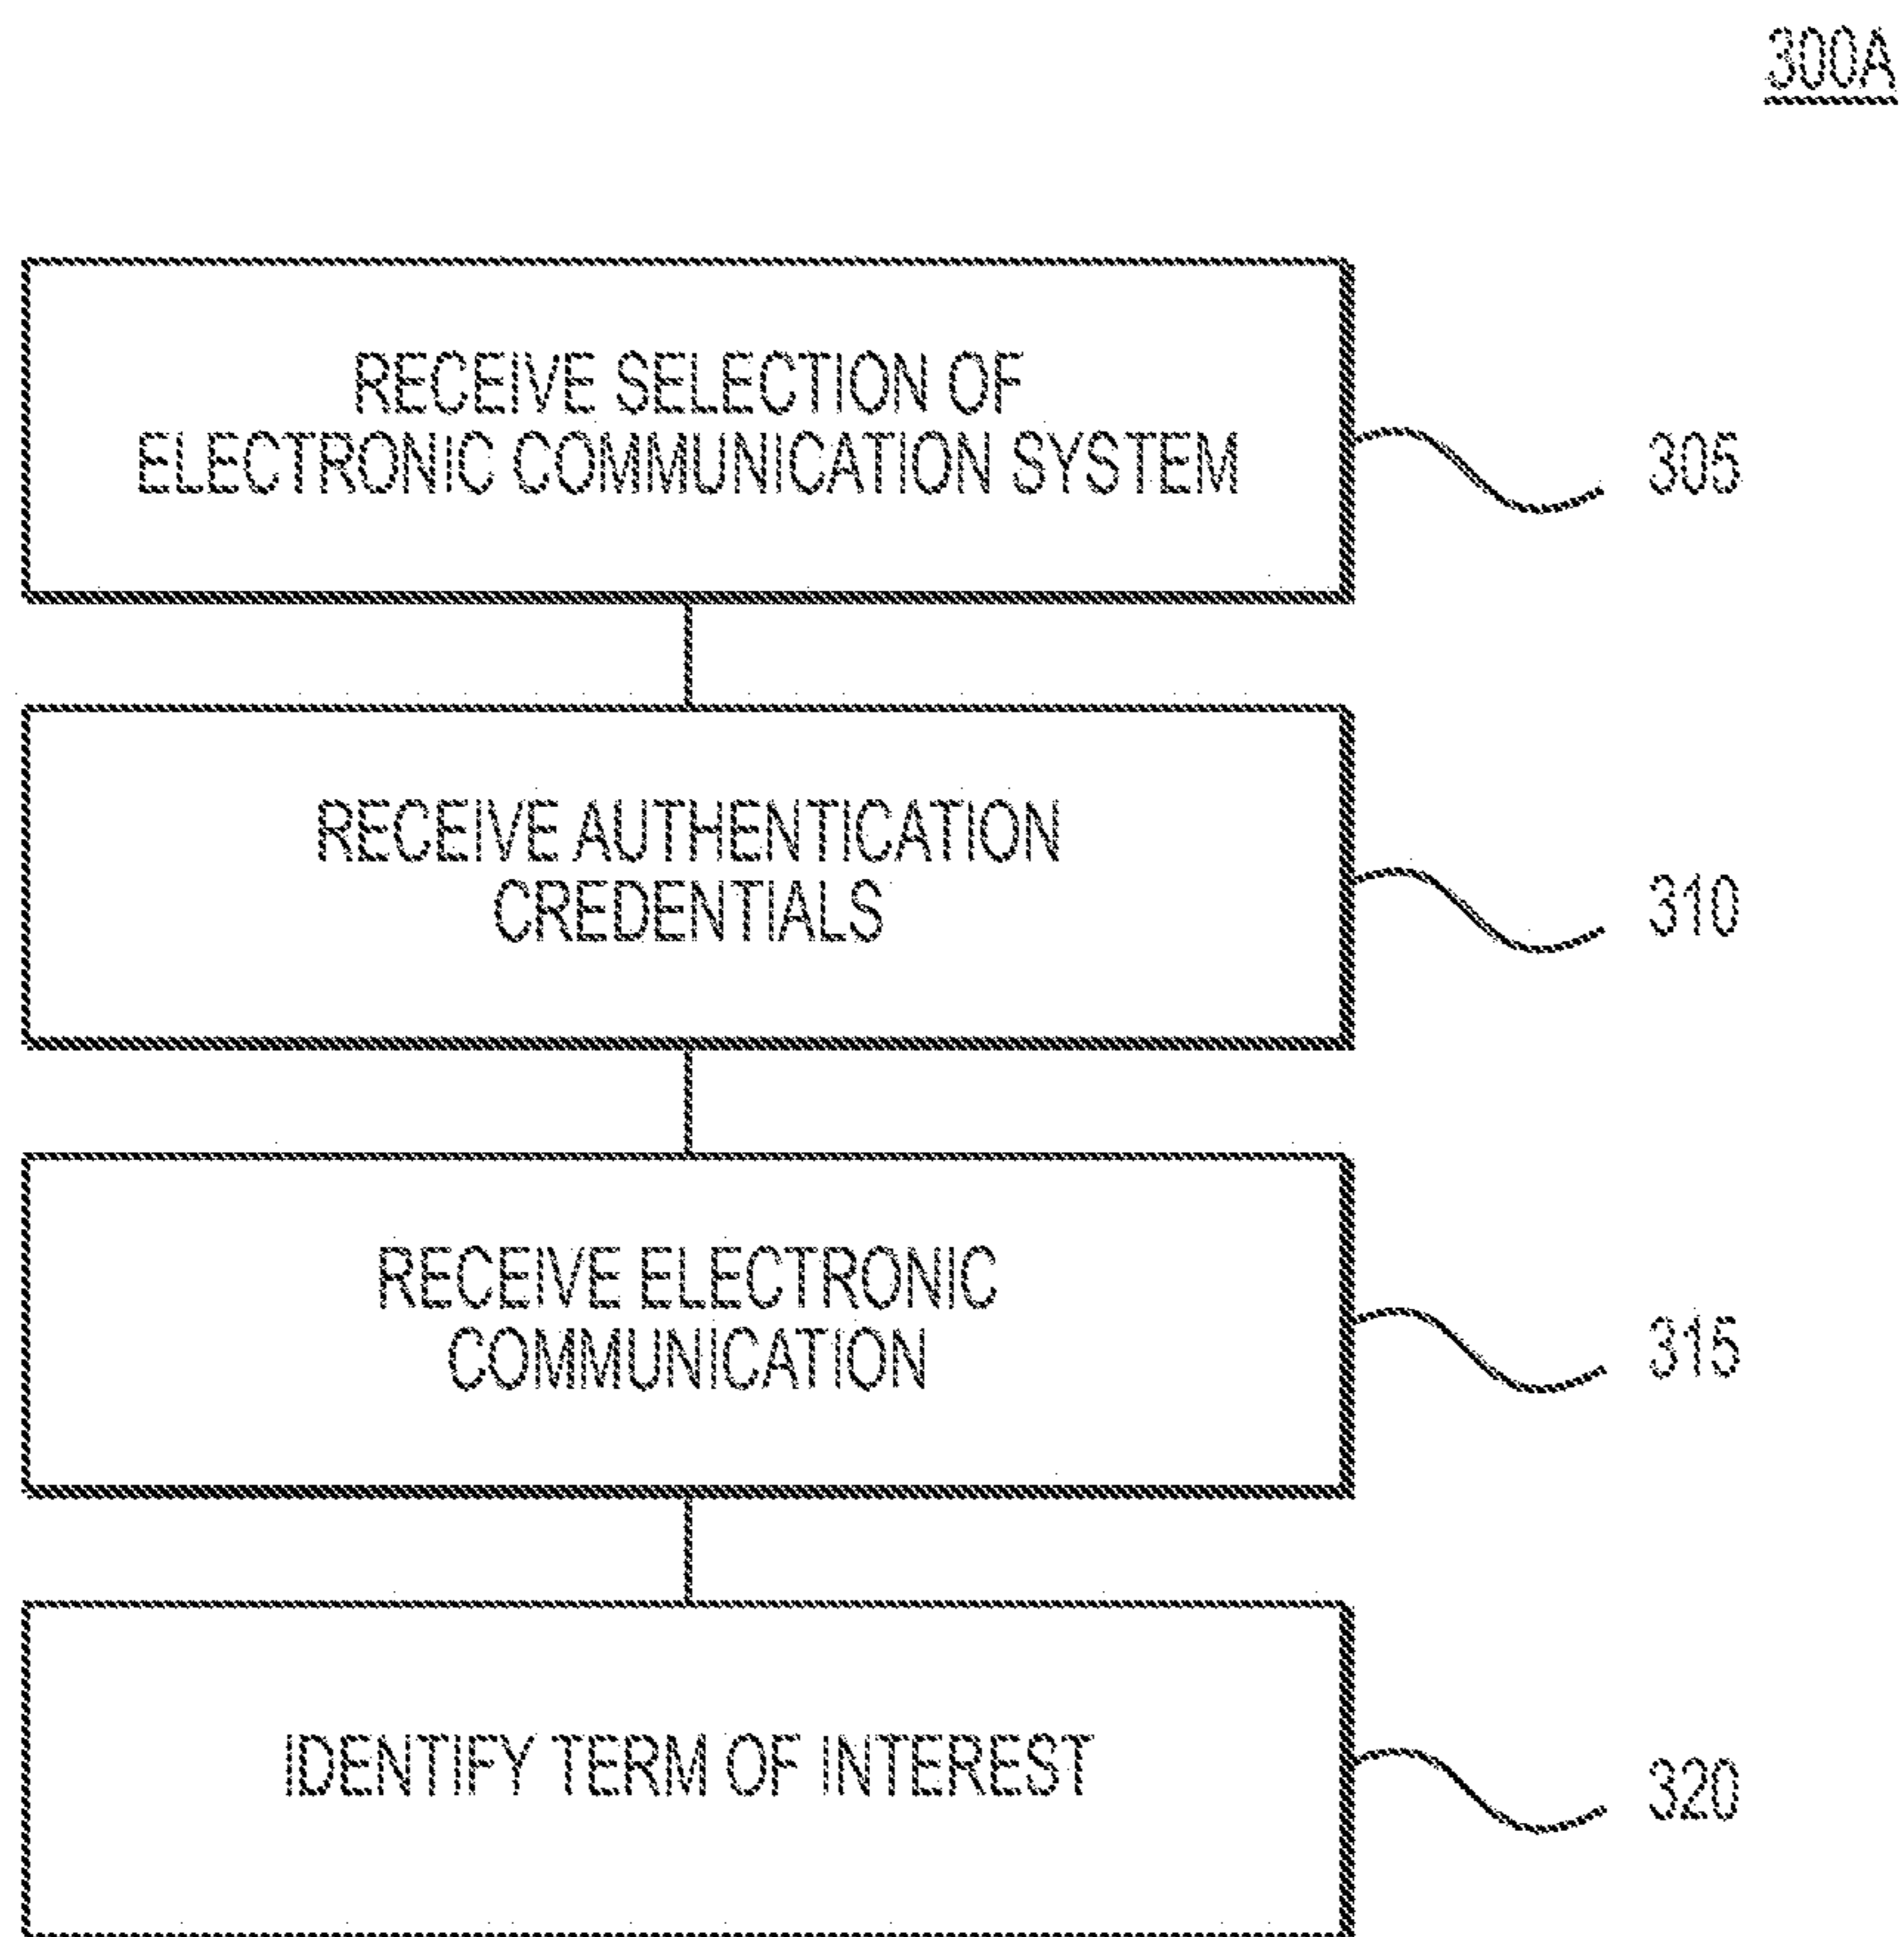 300A
RECEIVE SELECTION OF
ELECTRONIC COMMUNICATION SYSTEM
305
RECEIVE AUTHENTICATION
CREDENTIALS
310
RECEIVE ELECTRONIC
COMMUNICATION
315
IDENTIFY TERM OF INTEREST
320